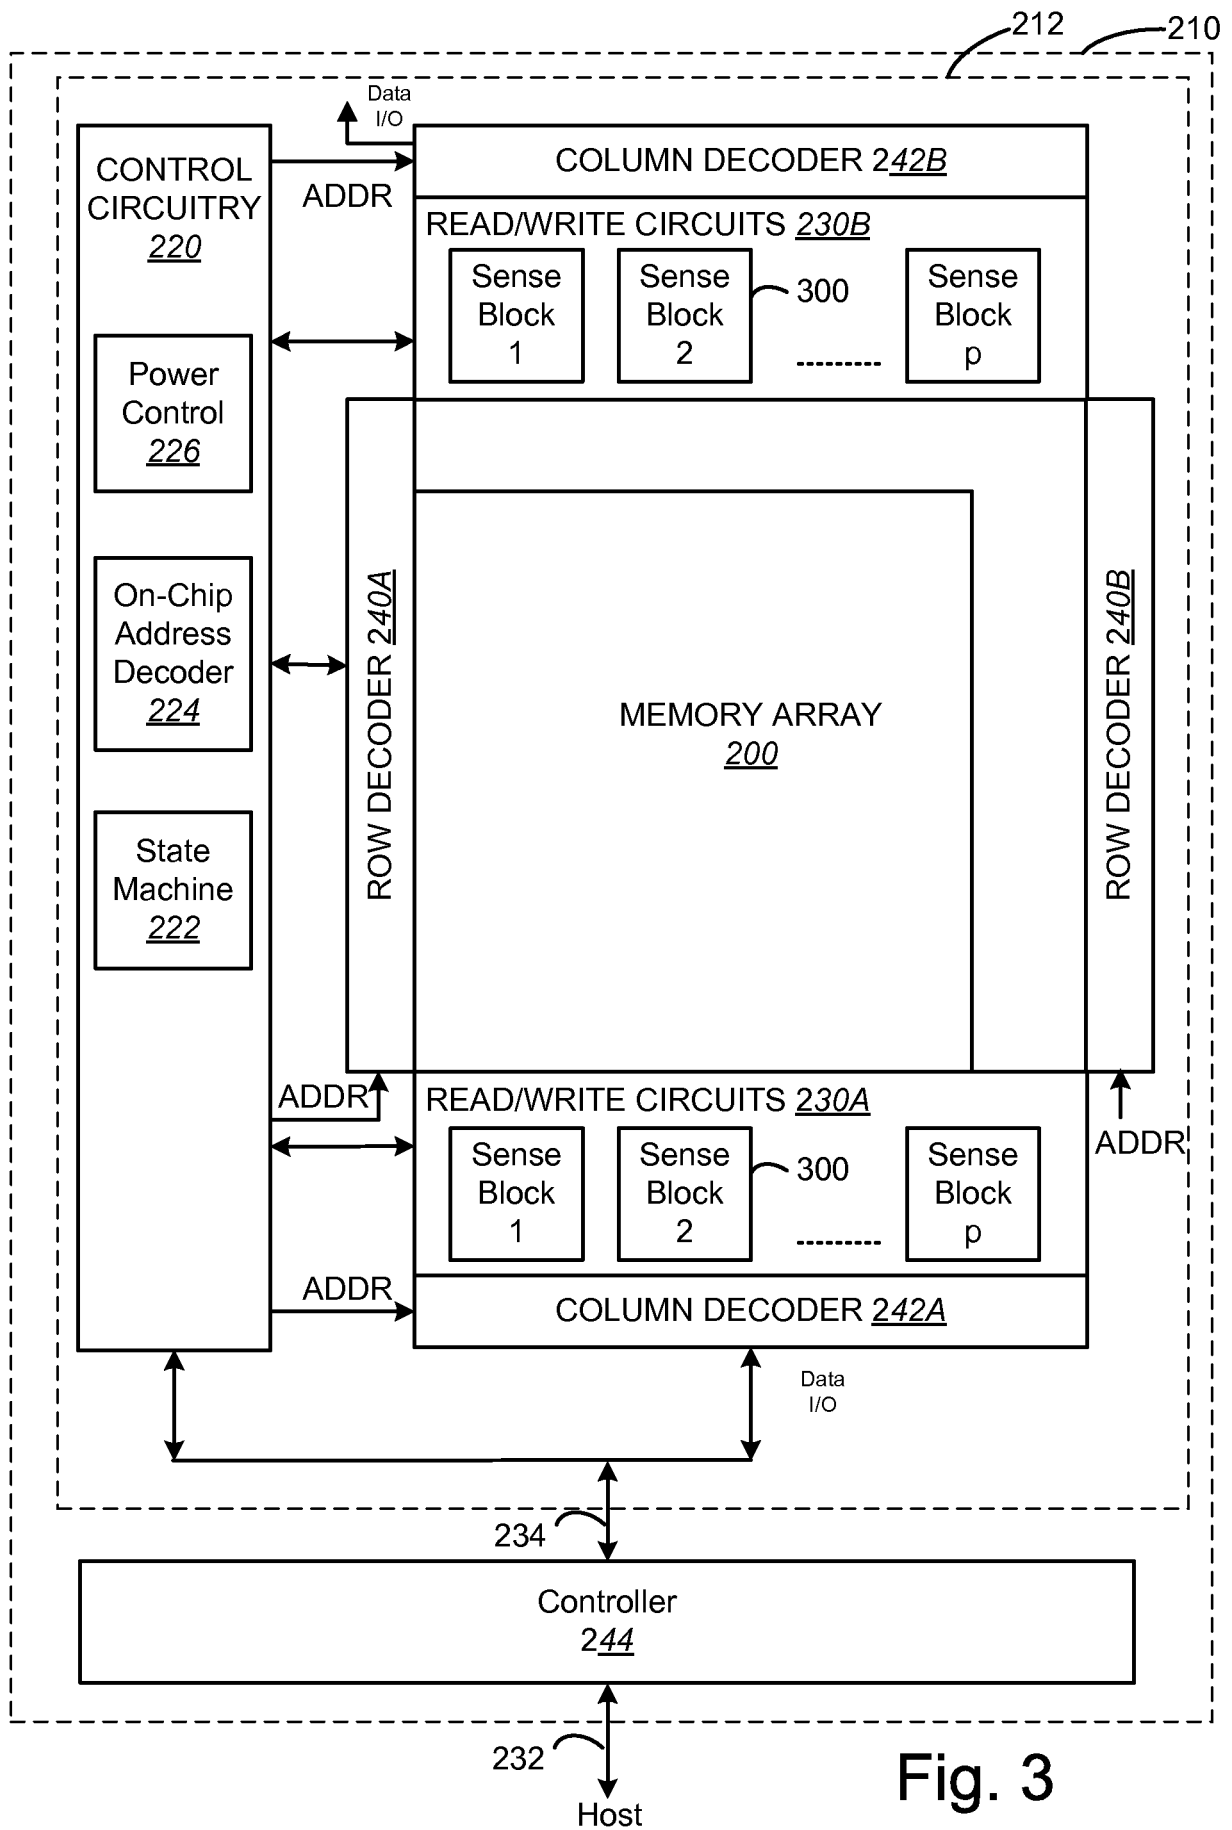 212
210
Data
I/O
CONTROL
CIRCUITRY
220
ADDR
COLUMN DECODER 242B
READ/WRITE CIRCUITS 230B
Sense
Block
1
Sense
Block
2
300
.........
Sense
Block
p
Power
Control
226
On-Chip
Address
Decoder
224
State
Machine
222
ROW DECODER 240A
MEMORY ARRAY
200
ROW DECODER 240B
ADDR
READ/WRITE CIRCUITS 230A
Sense
Block
1
Sense
Block
2
300
.........
Sense
Block
p
ADDR
ADDR
COLUMN DECODER 242A
Data
I/O
234
Controller
244
232
Host
Fig. 3